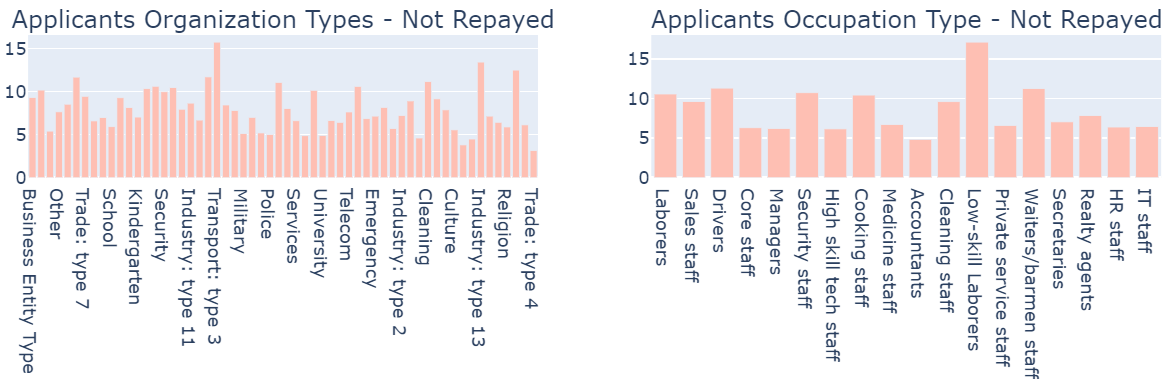 Applicants Organization Types - Not Repayed
15
10
5
0
Business Entity Type
Other
Trade: type 7
School
Kindergarten
Security
Industry: type 11
Transport: type 3
Military
Police
Services
University
Telecom
Emergency
Industry: type 2
Cleaning
Culture
Industry: type 13
Religion
Trade: type 4
Applicants Occupation Type - Not Repayed
15
10
5
0
Laborers
Sales staff
Drivers
Core staff
Managers
Security staff
High skill tech staff
Cooking staff
Medicine staff
Accountants
Cleaning staff
Low-skill Laborers
Private service staff
Waiters/barmen staff
Secretaries
Realty agents
HR staff
IT staff